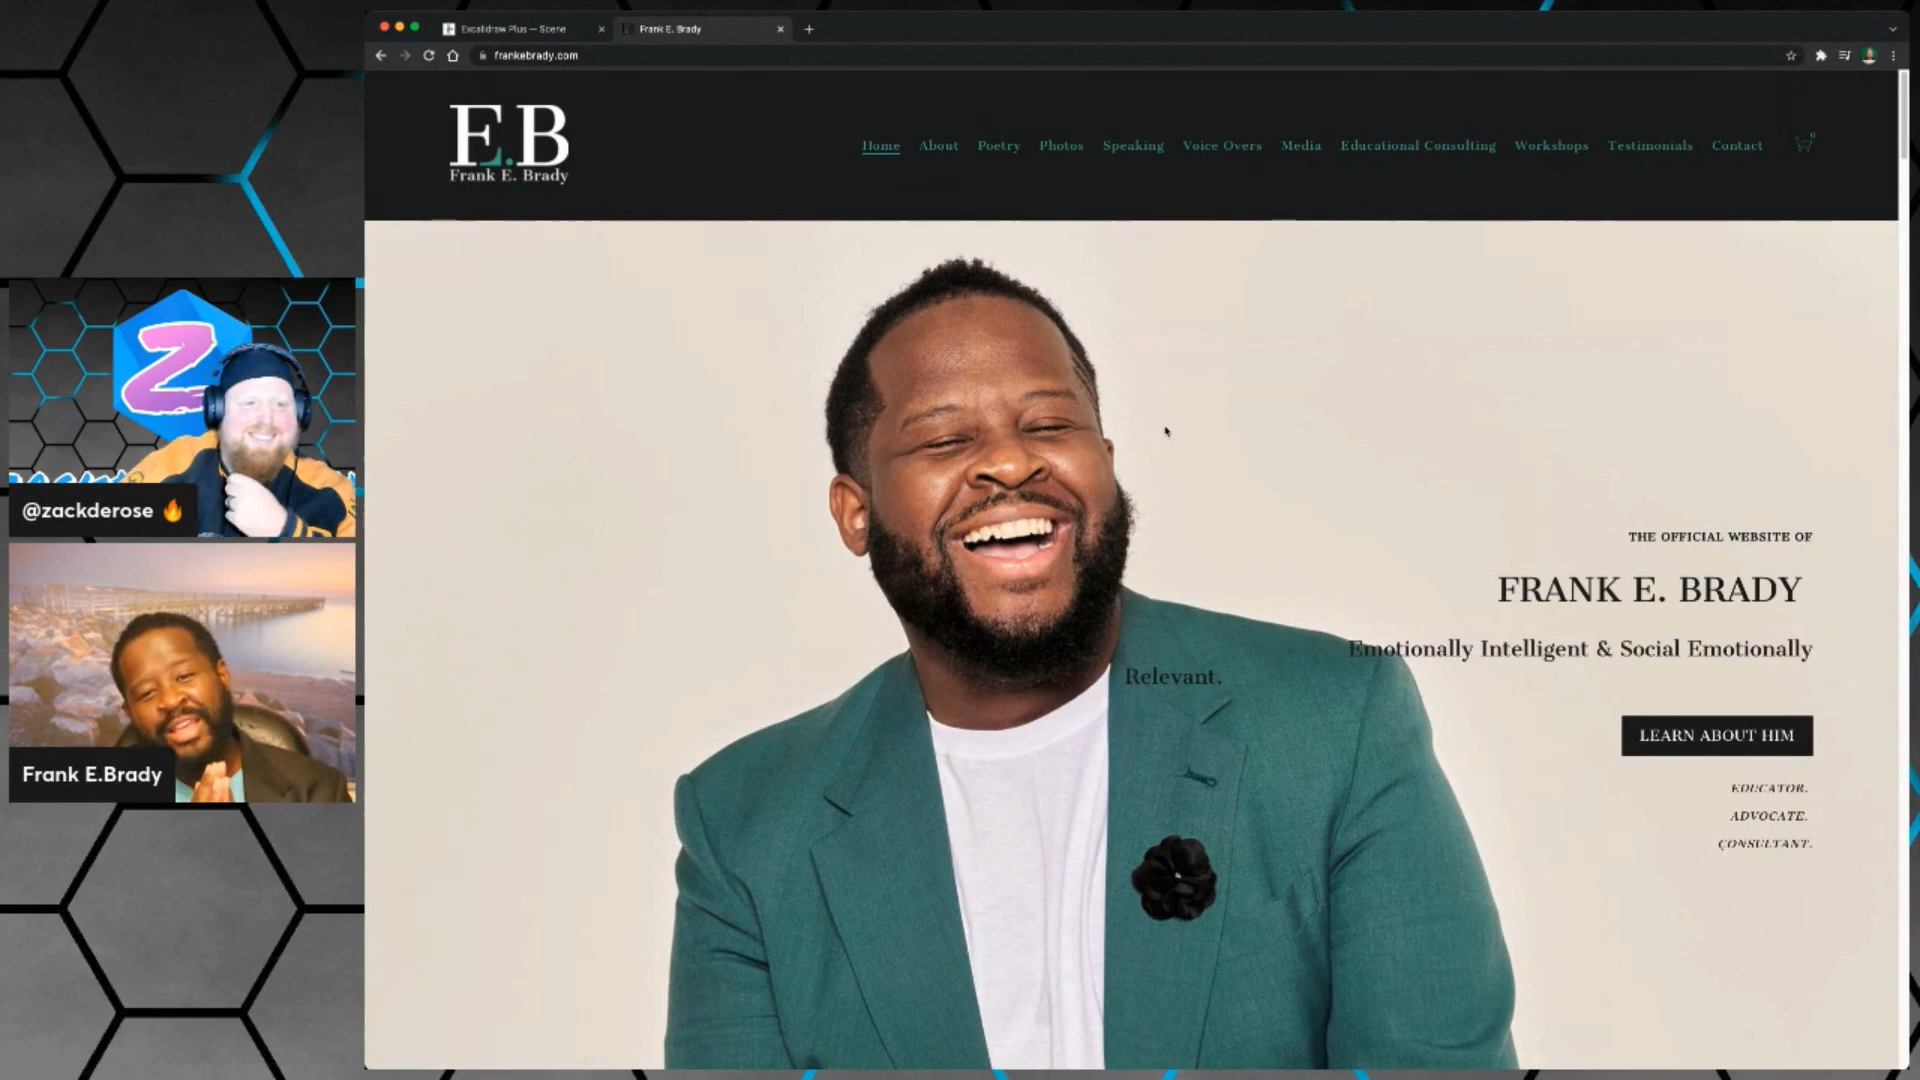 Excalidraw Plus — Scene
Frank E. Brady
frankebrady.com
E.B
Frank E. Brady
Home About Poetry Photos Speaking Voice Overs Media Educational Consulting Workshops Testimonials Contact
0
THE OFFICIAL WEBSITE OF
FRANK E. BRADY
Emotionally Intelligent & Social Emotionally
Relevant.
LEARN ABOUT HIM
EDUCATOR.
ADVOCATE.
CONSULTANT.
Z
@zackderose 🔥
Frank E.Brady